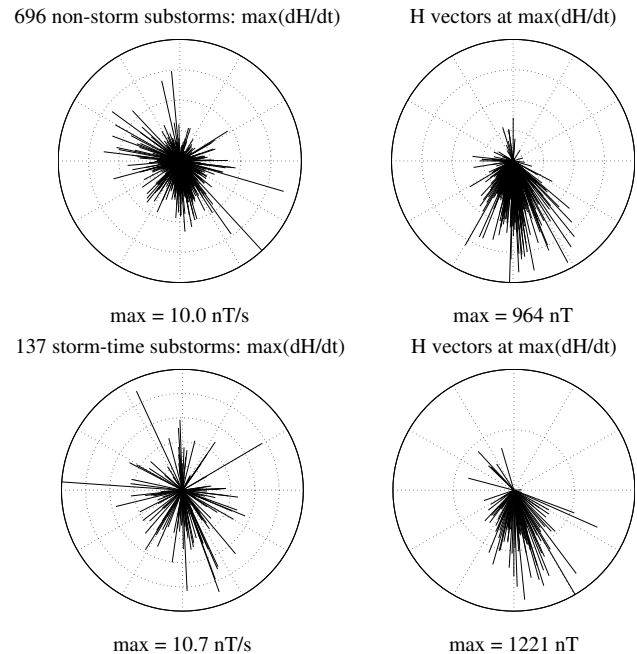 696 non-storm substorms: max(dH/dt)
H vectors at max(dH/dt)
max = 10.0 nT/s
max = 964 nT
137 storm-time substorms: max(dH/dt)
H vectors at max(dH/dt)
max = 10.7 nT/s
max = 1221 nT